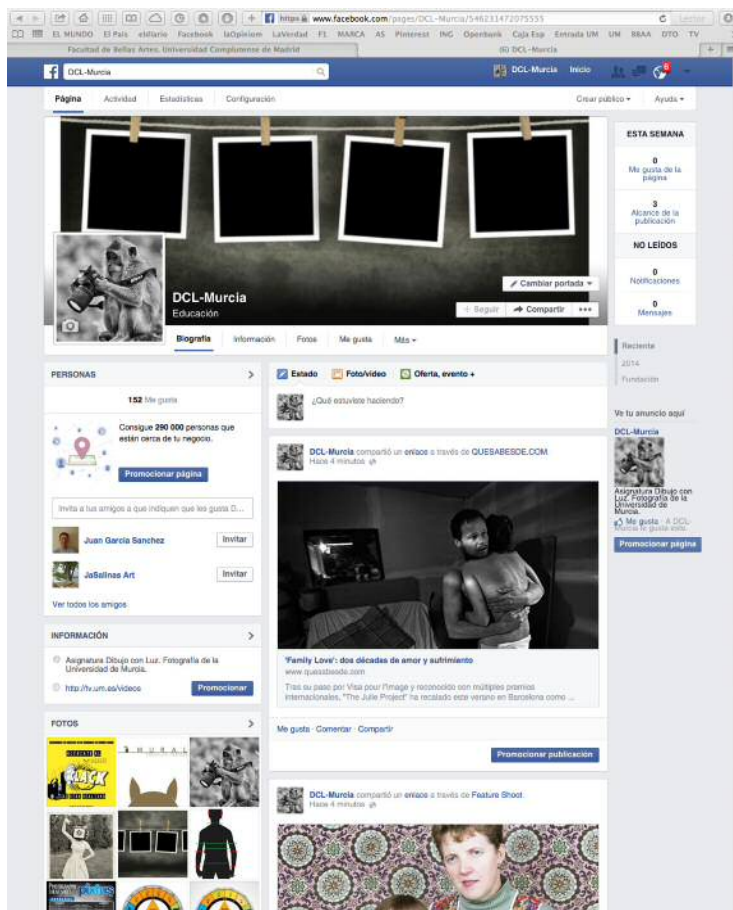 https www.facebook.com/pages/DCL-Murcia/546231472075555
Lector
EL MUNDO El País eldiario Facebook laOpinion LaVerdad F1 MARCA AS Pinterest ING Openbank Caja Esp Entrada UM UM BBAA OTO TV
Facultad de Bellas Artes. Universidad Complutense de Madrid
(6) DCL-Murcia
DCL-Murcia
DCL-Murcia Inicio
6
Página Actividad Estadísticas Configuración
Crear público Ayuda
ESTA SEMANA
0
Me gusta de la
página
3
Alcance de la
publicación
NO LEÍDOS
0
Notificaciones
0
Mensajes
Reciente
2014
Fundación
DCL-Murcia
Educación
Cambiar portada
+ Seguir Compartir •••
Biografía Información Fotos Me gusta Más
PERSONAS
152 Me gusta
Consigue 290 000 personas que
están cerca de tu negocio.
Promocionar página
Invita a tus amigos a que indiquen que les gusta D...
Juan García Sanchez Invitar
JaSalinas Art Invitar
Ver todos los amigos
INFORMACIÓN
Asignatura Dibujo con Luz. Fotografía de la
Universidad de Murcia.
http://tv.um.es/videos Promocionar
FOTOS
MURAL
Estado Foto/vídeo Oferta, evento +
¿Qué estuviste haciendo?
DCL-Murcia compartió un enlace a través de QUESABESDE.COM.
Hace 4 minutos
'Family Love': dos décadas de amor y sufrimiento
www.quesabesde.com
Tras su paso por Visa pour l'Image y reconocido con múltiples premios
internacionales, "The Julie Project" ha recalado este verano en Barcelona como ...
Me gusta · Comentar · Compartir
Promocionar publicación
DCL-Murcia compartió un enlace a través de Feature Shoot.
Hace 4 minutos
Ve tu anuncio aquí
DCL-Murcia
Asignatura Dibujo con
Luz. Fotografía de la
Universidad de
Murcia.
Me gusta · A DCL-
Murcia le gusta esto.
Promocionar página